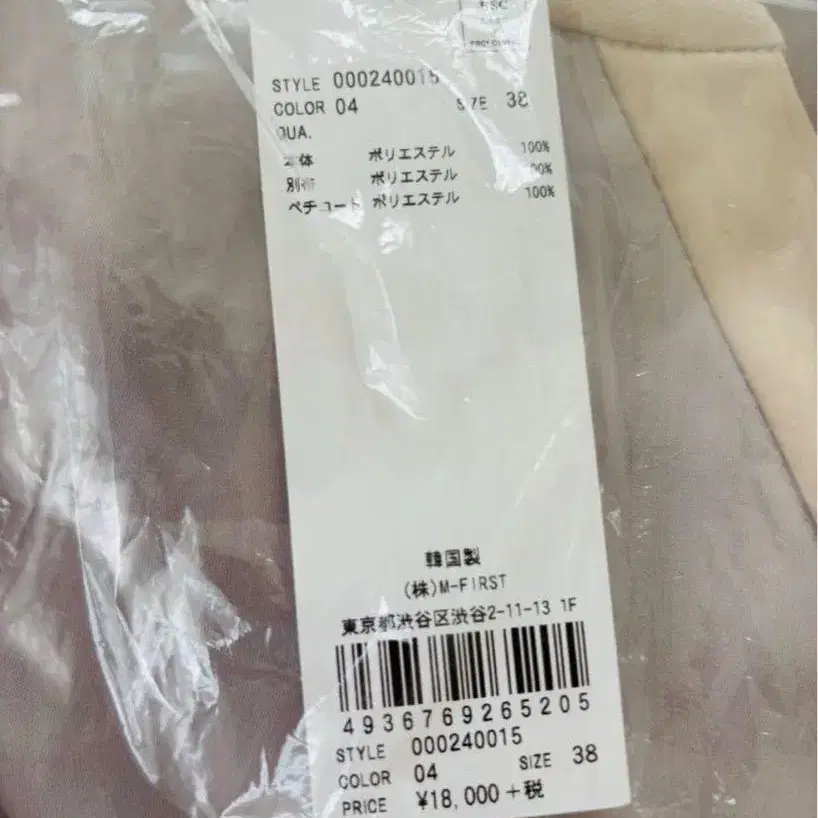 STYLE 000240015
COLOR 04 SIZE 38
QUA.
本体 ポリエステル 100%
別布 ポリエステル 100%
ペチコート ポリエステル 100%
韓国製
(株)M-FIRST
東京都渋谷区渋谷2-11-13 1F
4936769265205
STYLE 000240015
COLOR 04 SIZE 38
PRICE ¥18,000+税